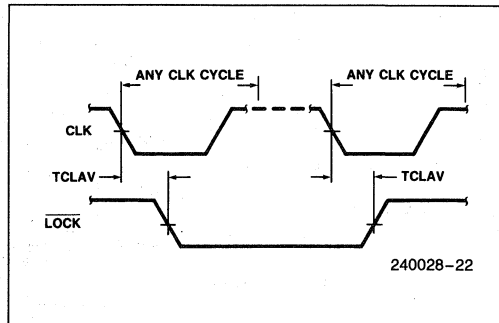 ANY CLK CYCLE ANY CLK CYCLE
CLK
TCLAV TCLAV
LOCK
240028-22